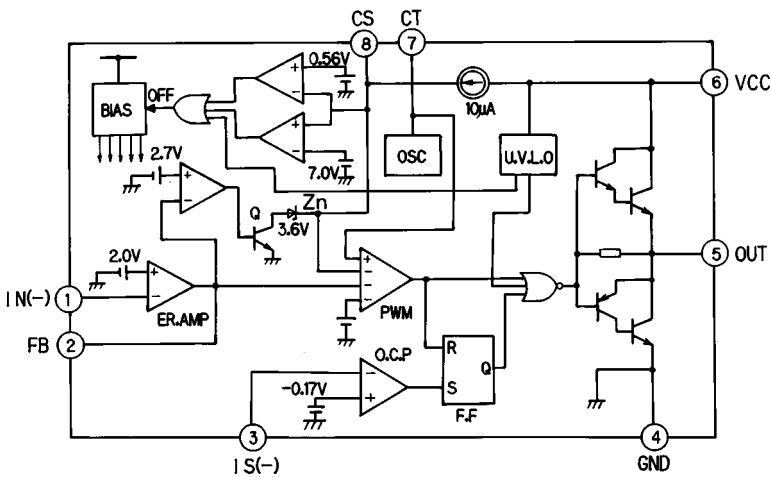 CS CT
8 7
0.56V
6 VCC
OFF
BIAS
10μA
7.0V
OSC
U.V.L.O
2.7V
+
-
Q
Zn
3.6V
2.0V
+
-
+
-
-
-
5 OUT
IN(-) 1
ER.AMP
PWM
FB 2
O.C.P
R
Q
S
F.F
-
+
-0.17V
3
IS(-)
4
GND
+
-
+
-